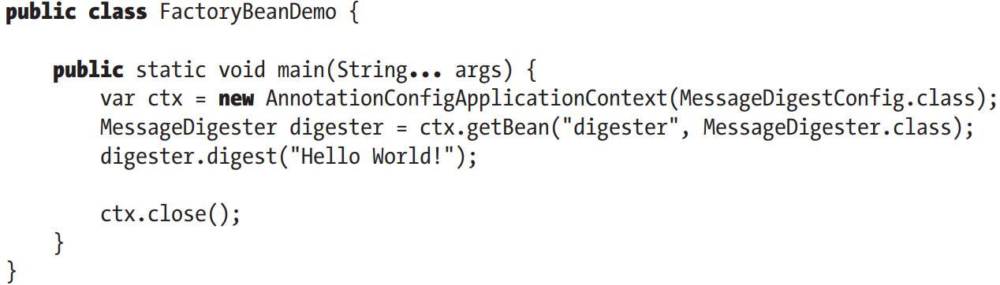 public class FactoryBeanDemo {
    public static void main(String... args) {
        var ctx = new AnnotationConfigApplicationContext(MessageDigestConfig.class);
        MessageDigester digester = ctx.getBean("digester", MessageDigester.class);
        digester.digest("Hello World!");
        ctx.close();
    }
}